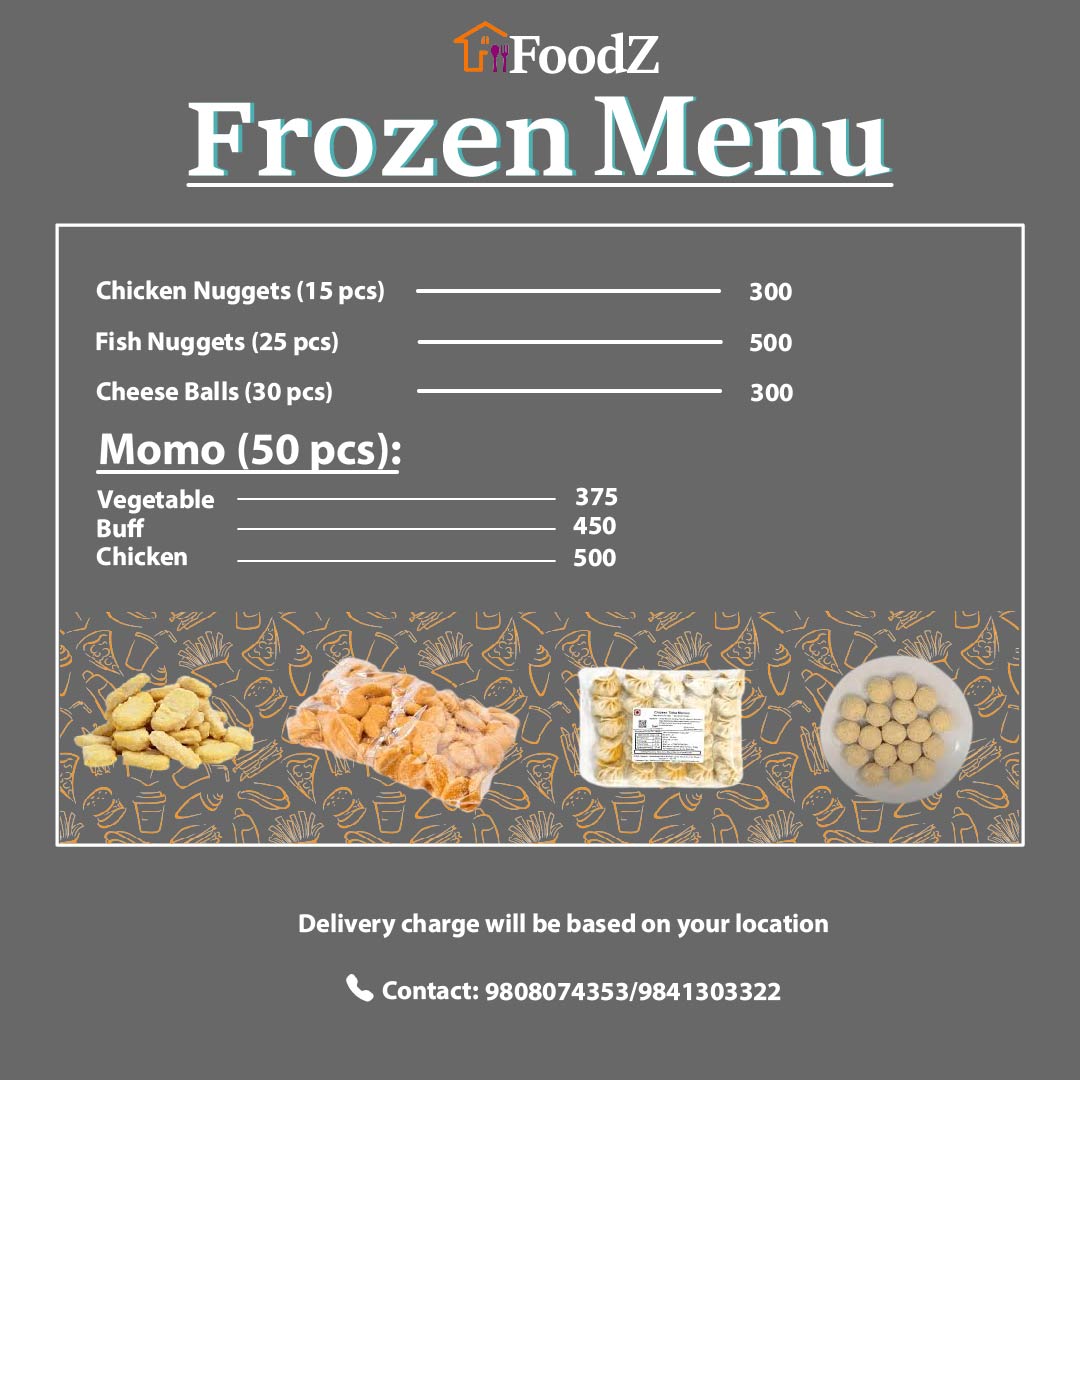 FoodZ
Frozen Menu
Chicken Nuggets (15 pcs) 300
Fish Nuggets (25 pcs) 500
Cheese Balls (30 pcs) 300
Momo (50 pcs):
Vegetable 375
Buff 450
Chicken 500
Delivery charge will be based on your location
Contact: 9808074353/9841303322